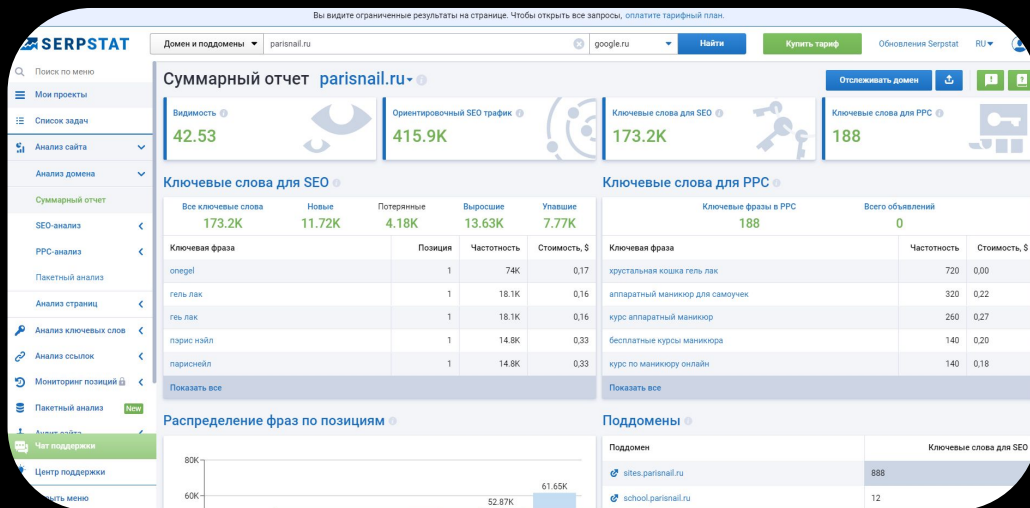 Вы видите ограниченные результаты на странице. Чтобы открыть все запросы, оплатите тарифный план.
SERPSTAT
Домен и поддомены parisnail.ru google.ru Найти Купить тариф Обновления Serpstat RU
Поиск по меню
Мои проекты
Список задач
Анализ сайта
Анализ домена
Суммарный отчет
SEO-анализ
PPC-анализ
Пакетный анализ
Анализ страниц
Анализ ключевых слов
Анализ ссылок
Мониторинг позиций
Пакетный анализ New
Аудит сайта
Чат поддержки
Центр поддержки
меню
Суммарный отчет parisnail.ru
Отслеживать домен
Видимость
42.53
Ориентировочный SEO трафик
415.9K
Ключевые слова для SEO
173.2K
Ключевые слова для PPC
188
Ключевые слова для SEO
Все ключевые слова Новые Потерянные Выросшие Упавшие
173.2K 11.72K 4.18K 13.63K 7.77K
Ключевая фраза Позиция Частотность Стоимость, $
onegel 1 74K 0,17
гель лак 1 18.1K 0,16
геь лак 1 18.1K 0,16
пэрис нэйл 1 14.8K 0,33
париснейл 1 14.8K 0,33
Показать все
Ключевые слова для PPC
Ключевые фразы в PPC Всего объявлений
188 0
Ключевая фраза Частотность Стоимость, $
хрустальная кошка гель лак 720 0,00
аппаратный маникюр для самоучек 320 0,22
курс аппаратный маникюр 260 0,27
бесплатные курсы маникюра 140 0,20
курс по маникюру онлайн 140 0,18
Показать все
Распределение фраз по позициям
80K
60K
52.87K
61.65K
Поддомены
Поддомен Ключевые слова для SEO
sites.parisnail.ru 888
school.parisnail.ru 12